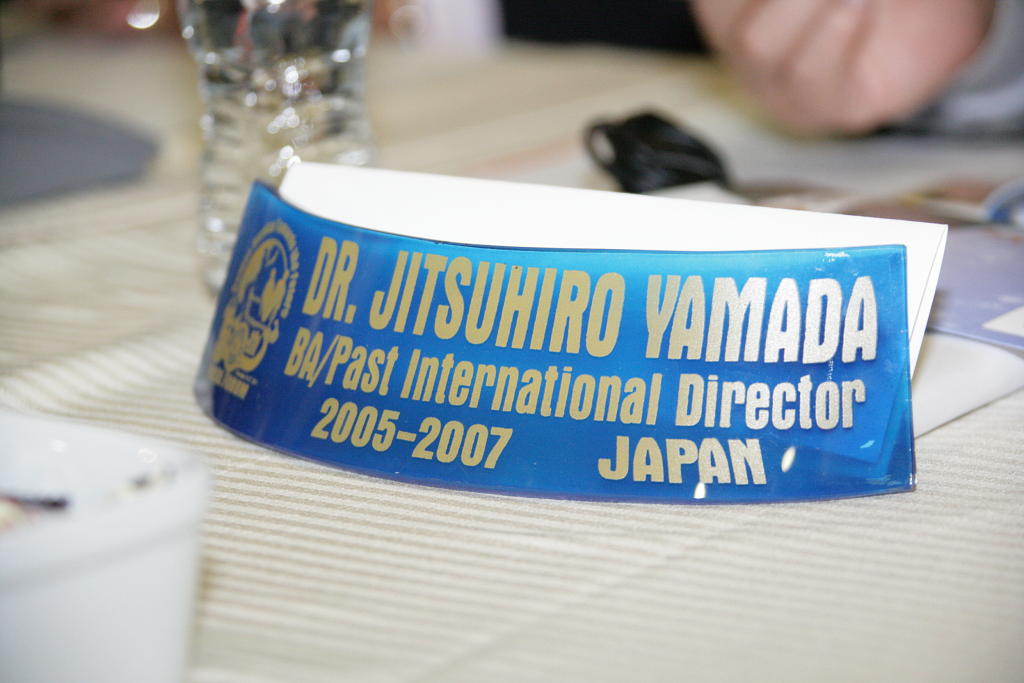 DR. JITSUHIRO YAMADA
BA/Past International Director
2005-2007 JAPAN